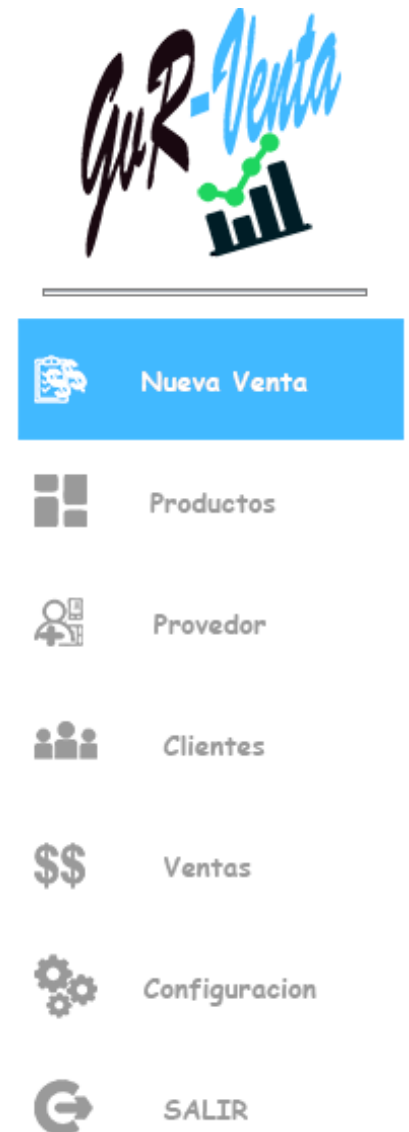 GuR-Venta
Nueva Venta
Productos
Provedor
Clientes
$$ Ventas
Configuracion
SALIR